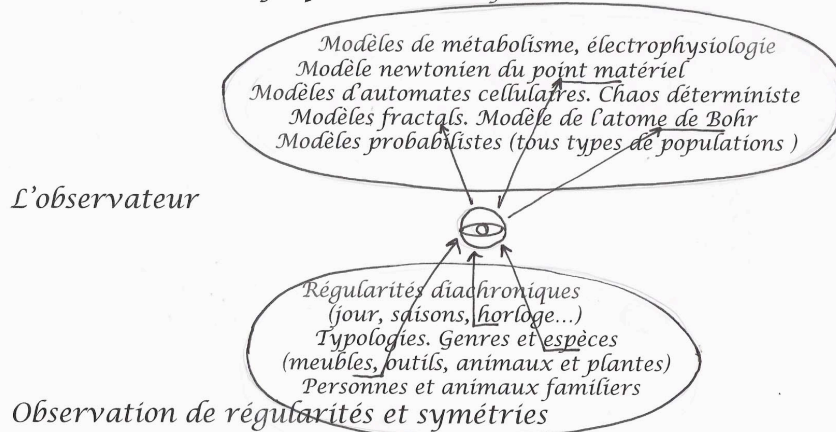 Modèles de métabolisme, électrophysiologie
Modèle newtonien du point matériel
Modèles d'automates cellulaires. Chaos déterministe
Modèles fractals. Modèle de l'atome de Bohr
Modèles probabilistes (tous types de populations )
L'observateur
Régularités diachroniques
(jour, saisons, horloge...)
Typologies. Genres et espèces
(meubles, outils, animaux et plantes)
Personnes et animaux familiers
Observation de régularités et symétries